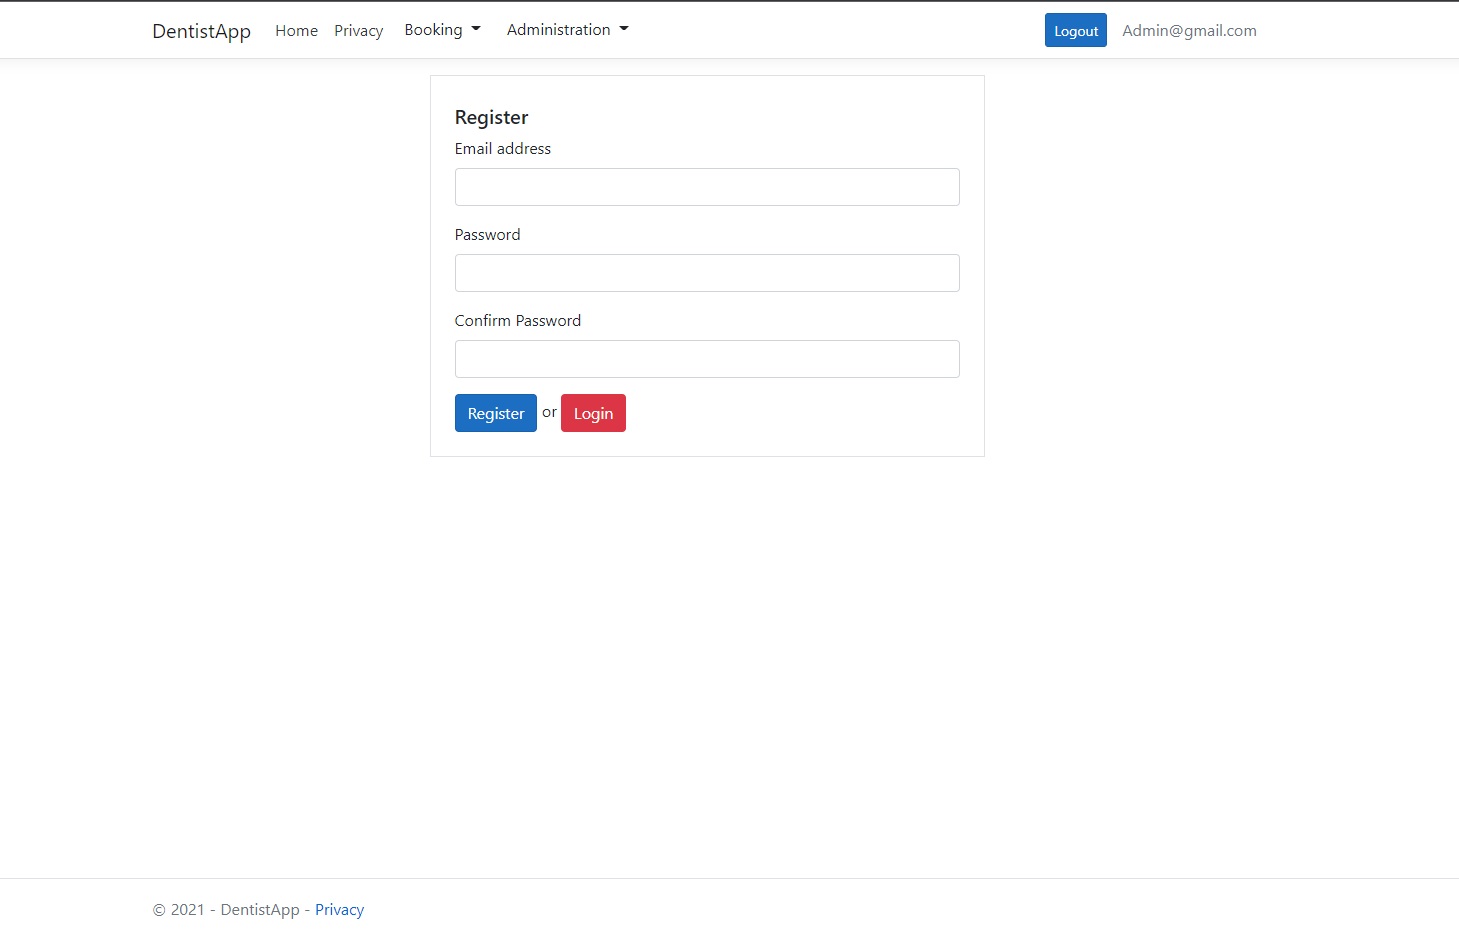 DentistApp Home Privacy Booking Administration Logout Admin@gmail.com
Register
Email address
Password
Confirm Password
Register or Login
© 2021 - DentistApp - Privacy